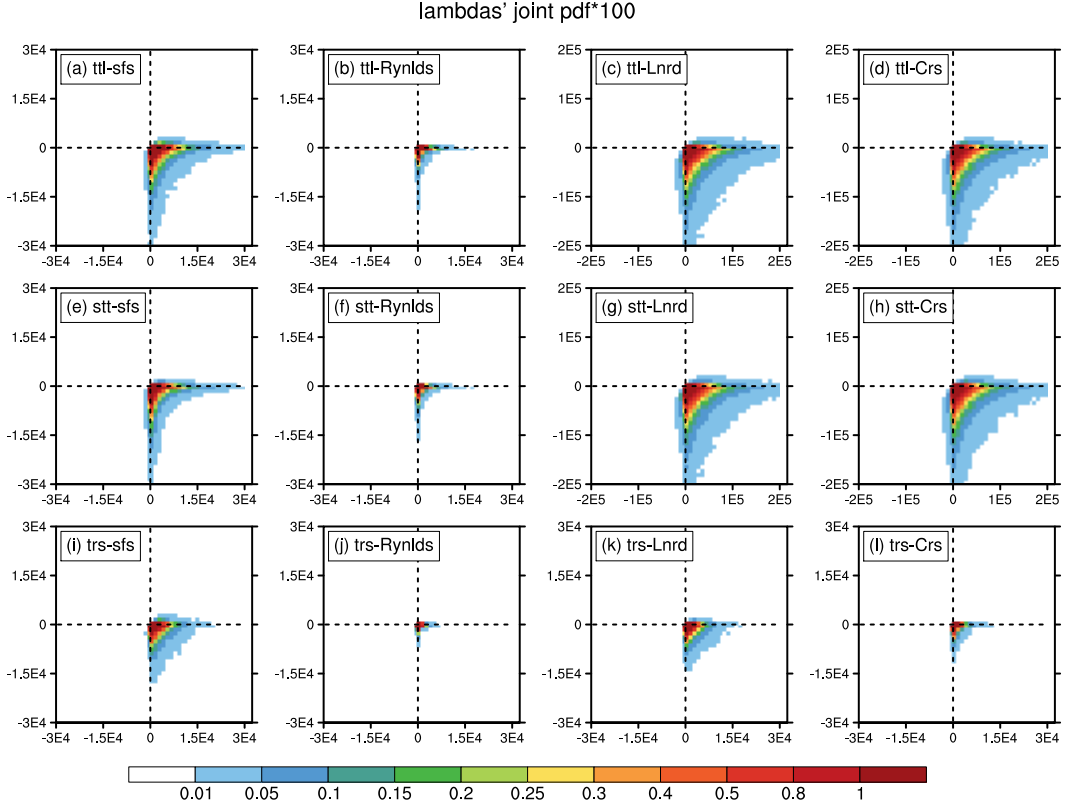 lambdas' joint pdf*100
(a) ttl-sfs
(b) ttl-Rynlds
(c) ttl-Lnrd
(d) ttl-Crs
3E4 1.5E4 0 -1.5E4 -3E4
3E4 1.5E4 0 -1.5E4 -3E4
2E5 1E5 0 -1E5 -2E5
2E5 1E5 0 -1E5 -2E5
-3E4 -1.5E4 0 1.5E4 3E4
-3E4 -1.5E4 0 1.5E4 3E4
-2E5 -1E5 0 1E5 2E5
-2E5 -1E5 0 1E5 2E5
(e) stt-sfs
(f) stt-Rynlds
(g) stt-Lnrd
(h) stt-Crs
3E4 1.5E4 0 -1.5E4 -3E4
3E4 1.5E4 0 -1.5E4 -3E4
2E5 1E5 0 -1E5 -2E5
2E5 1E5 0 -1E5 -2E5
-3E4 -1.5E4 0 1.5E4 3E4
-3E4 -1.5E4 0 1.5E4 3E4
-2E5 -1E5 0 1E5 2E5
-2E5 -1E5 0 1E5 2E5
(i) trs-sfs
(j) trs-Rynlds
(k) trs-Lnrd
(l) trs-Crs
3E4 1.5E4 0 -1.5E4 -3E4
3E4 1.5E4 0 -1.5E4 -3E4
3E4 1.5E4 0 -1.5E4 -3E4
3E4 1.5E4 0 -1.5E4 -3E4
-3E4 -1.5E4 0 1.5E4 3E4
-3E4 -1.5E4 0 1.5E4 3E4
-3E4 -1.5E4 0 1.5E4 3E4
-3E4 -1.5E4 0 1.5E4 3E4
0.01 0.05 0.1 0.15 0.2 0.25 0.3 0.4 0.5 0.8 1